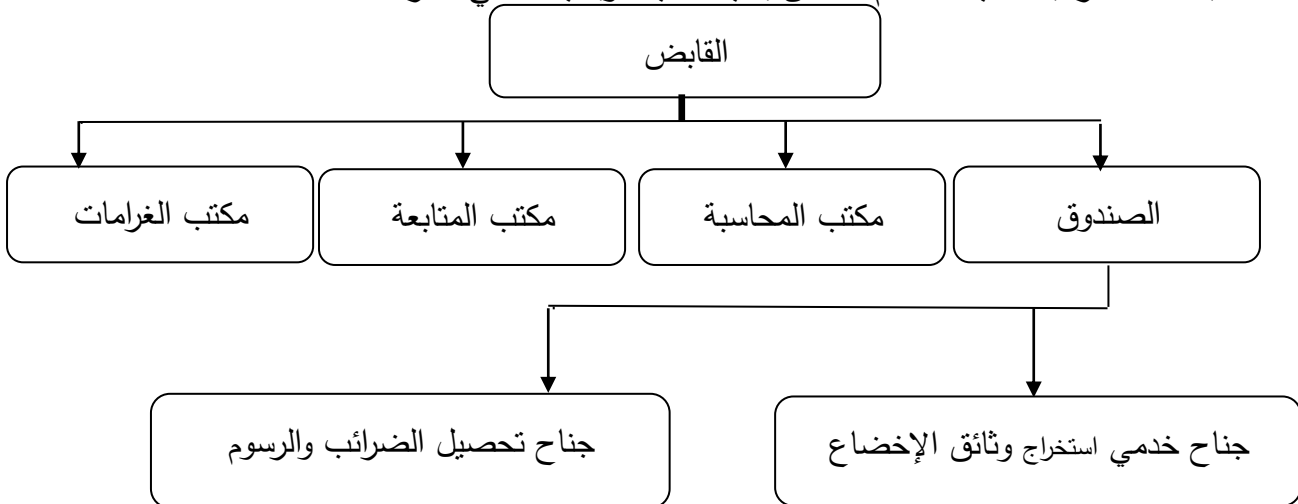 القابض
الصندوق
مكتب المحاسبة
مكتب المتابعة
مكتب الغرامات
جناح خدمي استخراج وثائق الإخضاع
جناح تحصيل الضرائب والرسوم